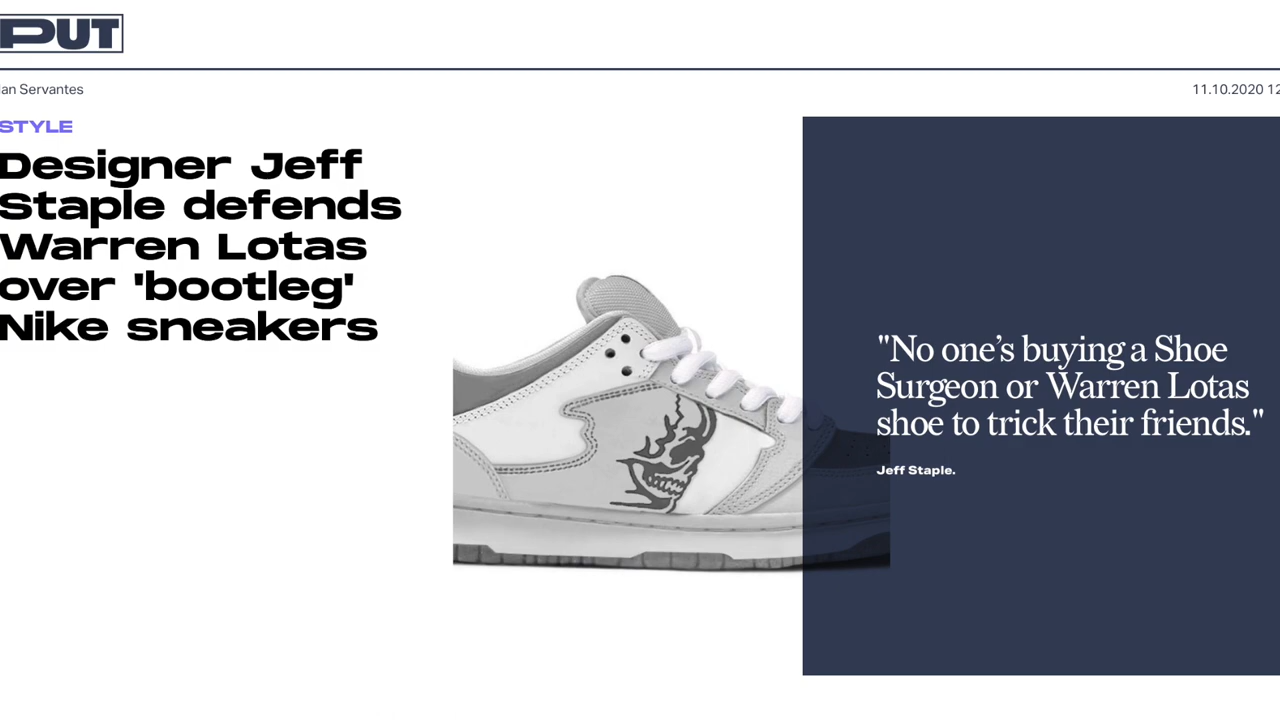 PUT
ian Servantes
11.10.2020 12
STYLE
Designer Jeff
Staple defends
Warren Lotas
over 'bootleg'
Nike sneakers
"No one’s buying a Shoe
Surgeon or Warren Lotas
shoe to trick their friends."
Jeff Staple.